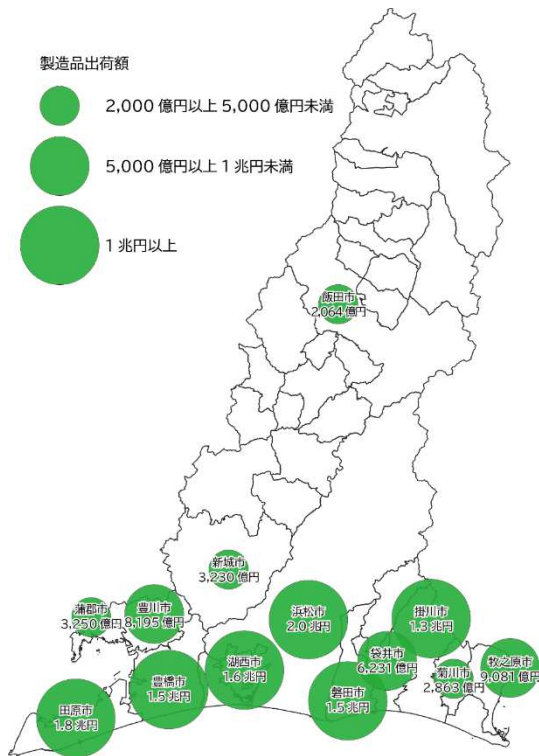 製造品出荷額
2,000 億円以上 5,000 億円未満
5,000 億円以上 1 兆円未満
1 兆円以上
飯田市
2,064 億円
新城市
3,230 億円
蒲郡市
3,250 億円
豊川市
8,195 億円
浜松市
2.0 兆円
掛川市
1.3 兆円
湖西市
1.6 兆円
袋井市
6,231 億円
牧之原市
9,081 億円
菊川市
2,863 億円
豊橋市
1.5 兆円
磐田市
1.5 兆円
田原市
1.8 兆円